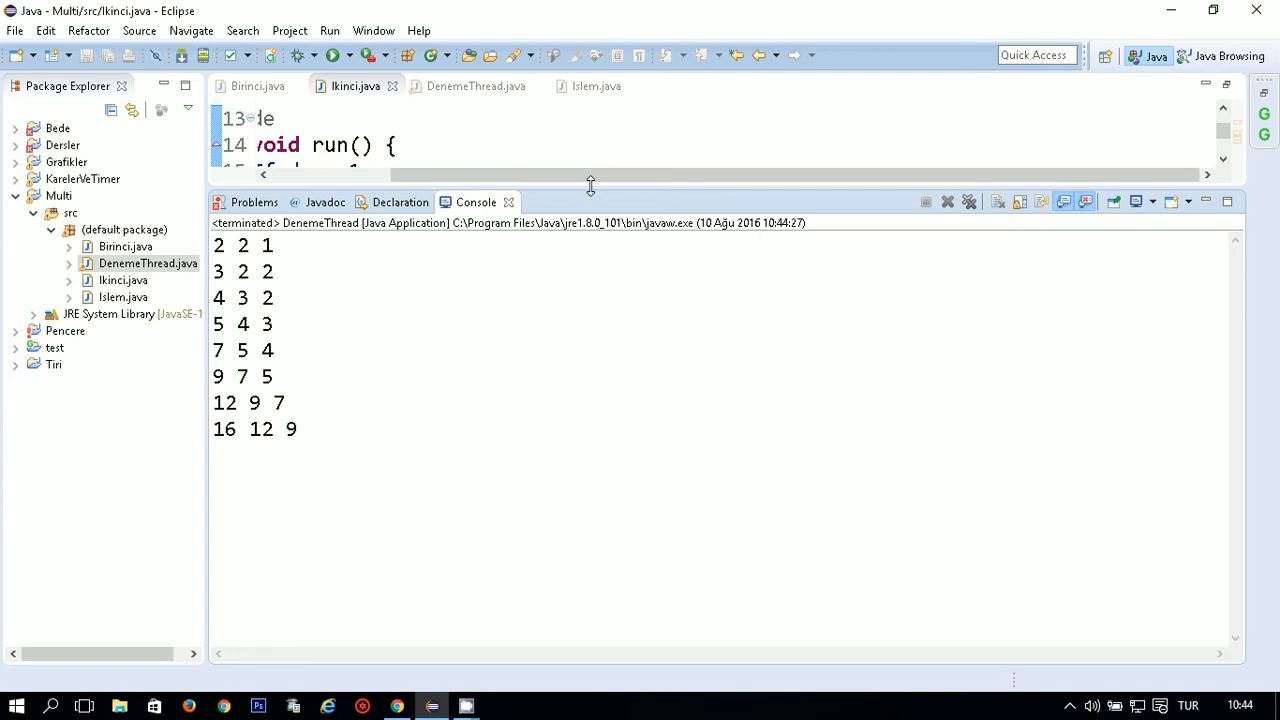 Java - Multi/src/Ikinci.java - Eclipse
File Edit Refactor Source Navigate Search Project Run Window Help
Quick Access
Java
Java Browsing
Package Explorer
Birinci.java
Ikinci.java
DenemeThread.java
Islem.java
13
14 void run() {
Bede
Dersler
Grafikler
KarelerVeTimer
Multi
src
(default package)
Birinci.java
DenemeThread.java
Ikinci.java
Islem.java
JRE System Library [JavaSE-1
Pencere
test
Tiri
Problems
@ Javadoc
Declaration
Console
<terminated> DenemeThread [Java Application] C:\Program Files\Java\jre1.8.0_101\bin\javaw.exe (10 Ağu 2016 10:44:27)
2 2 1
3 2 2
4 3 2
5 4 3
7 5 4
9 7 5
12 9 7
16 12 9
TUR
10:44